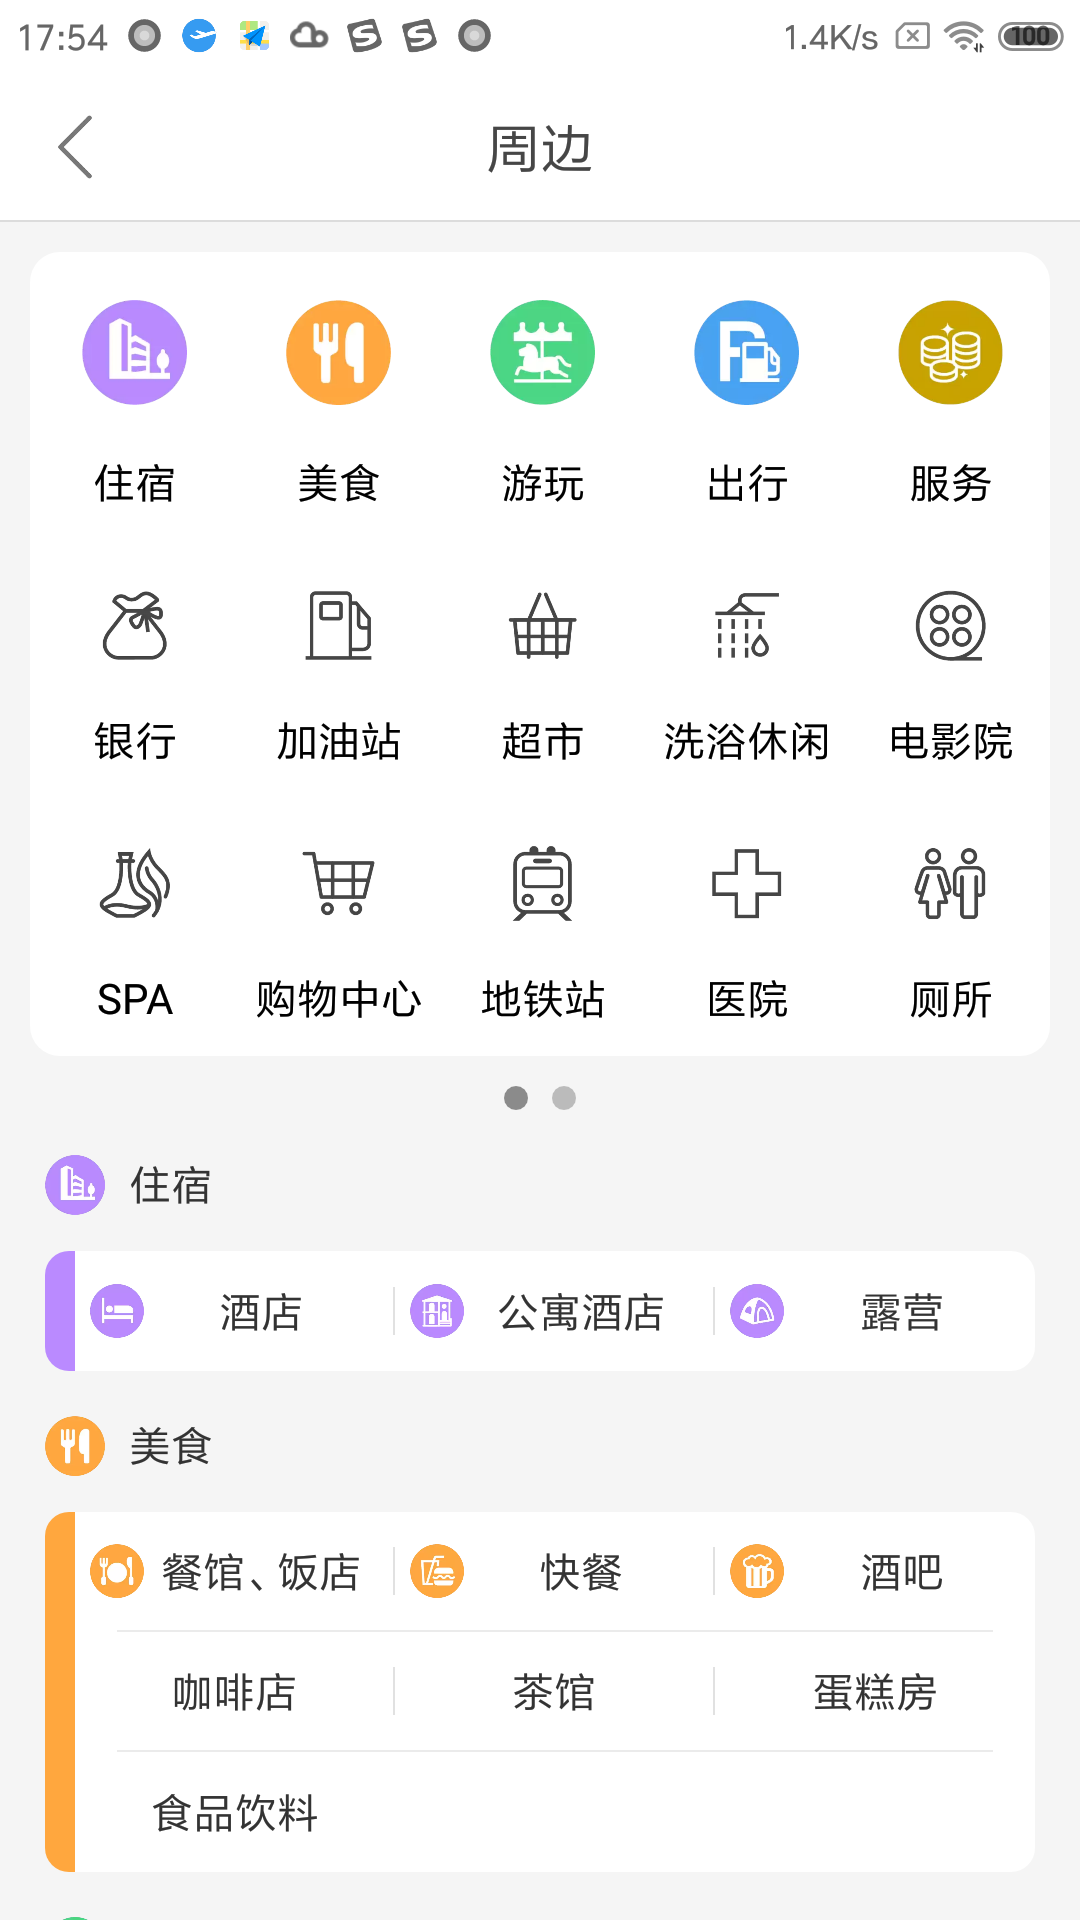 17:54 1.4K/s 100
周边
住宿 美食 游玩 出行 服务
银行 加油站 超市 洗浴休闲 电影院
SPA 购物中心 地铁站 医院 厕所
住宿
酒店 公寓酒店 露营
美食
餐馆、饭店 快餐 酒吧
咖啡店 茶馆 蛋糕房
食品饮料